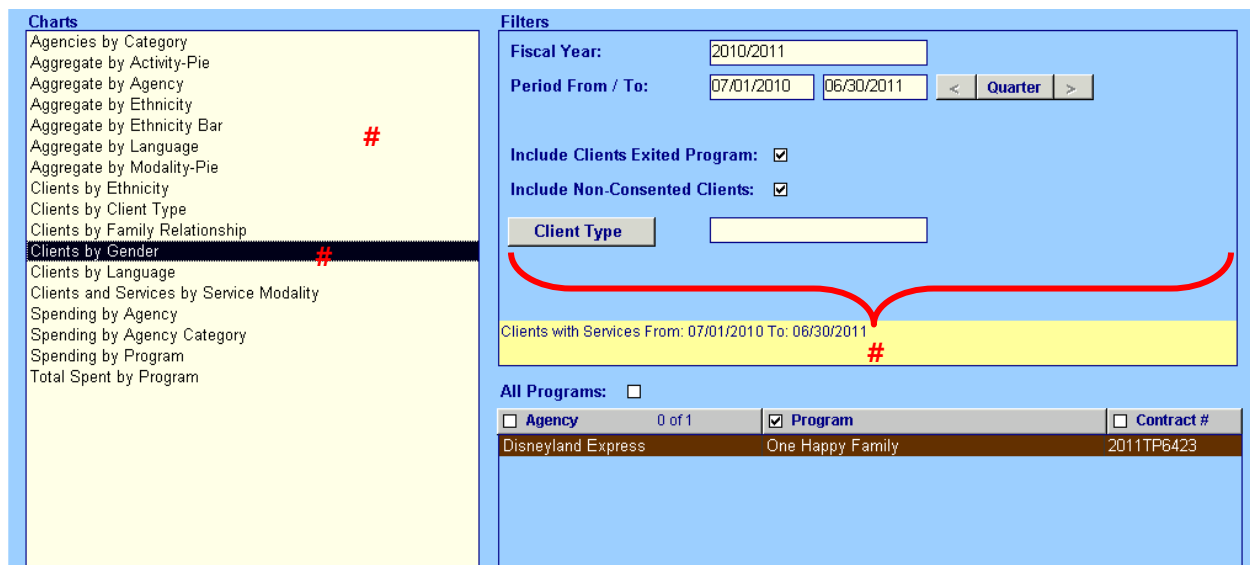 Charts
Agencies by Category
Aggregate by Activity-Pie
Aggregate by Agency
Aggregate by Ethnicity
Aggregate by Ethnicity Bar
#
Aggregate by Language
Aggregate by Modality-Pie
Clients by Ethnicity
Clients by Client Type
Clients by Family Relationship
Clients by Gender #
Clients by Language
Clients and Services by Service Modality
Spending by Agency
Spending by Agency Category
Spending by Program
Total Spent by Program
Filters
Fiscal Year: 2010/2011
Period From / To: 07/01/2010 06/30/2011 < Quarter >
Include Clients Exited Program:
Include Non-Consented Clients:
Client Type
Clients with Services From: 07/01/2010 To: 06/30/2011
#
All Programs:
Agency 0 of 1 Program Contract #
Disneyland Express One Happy Family 2011TP6423